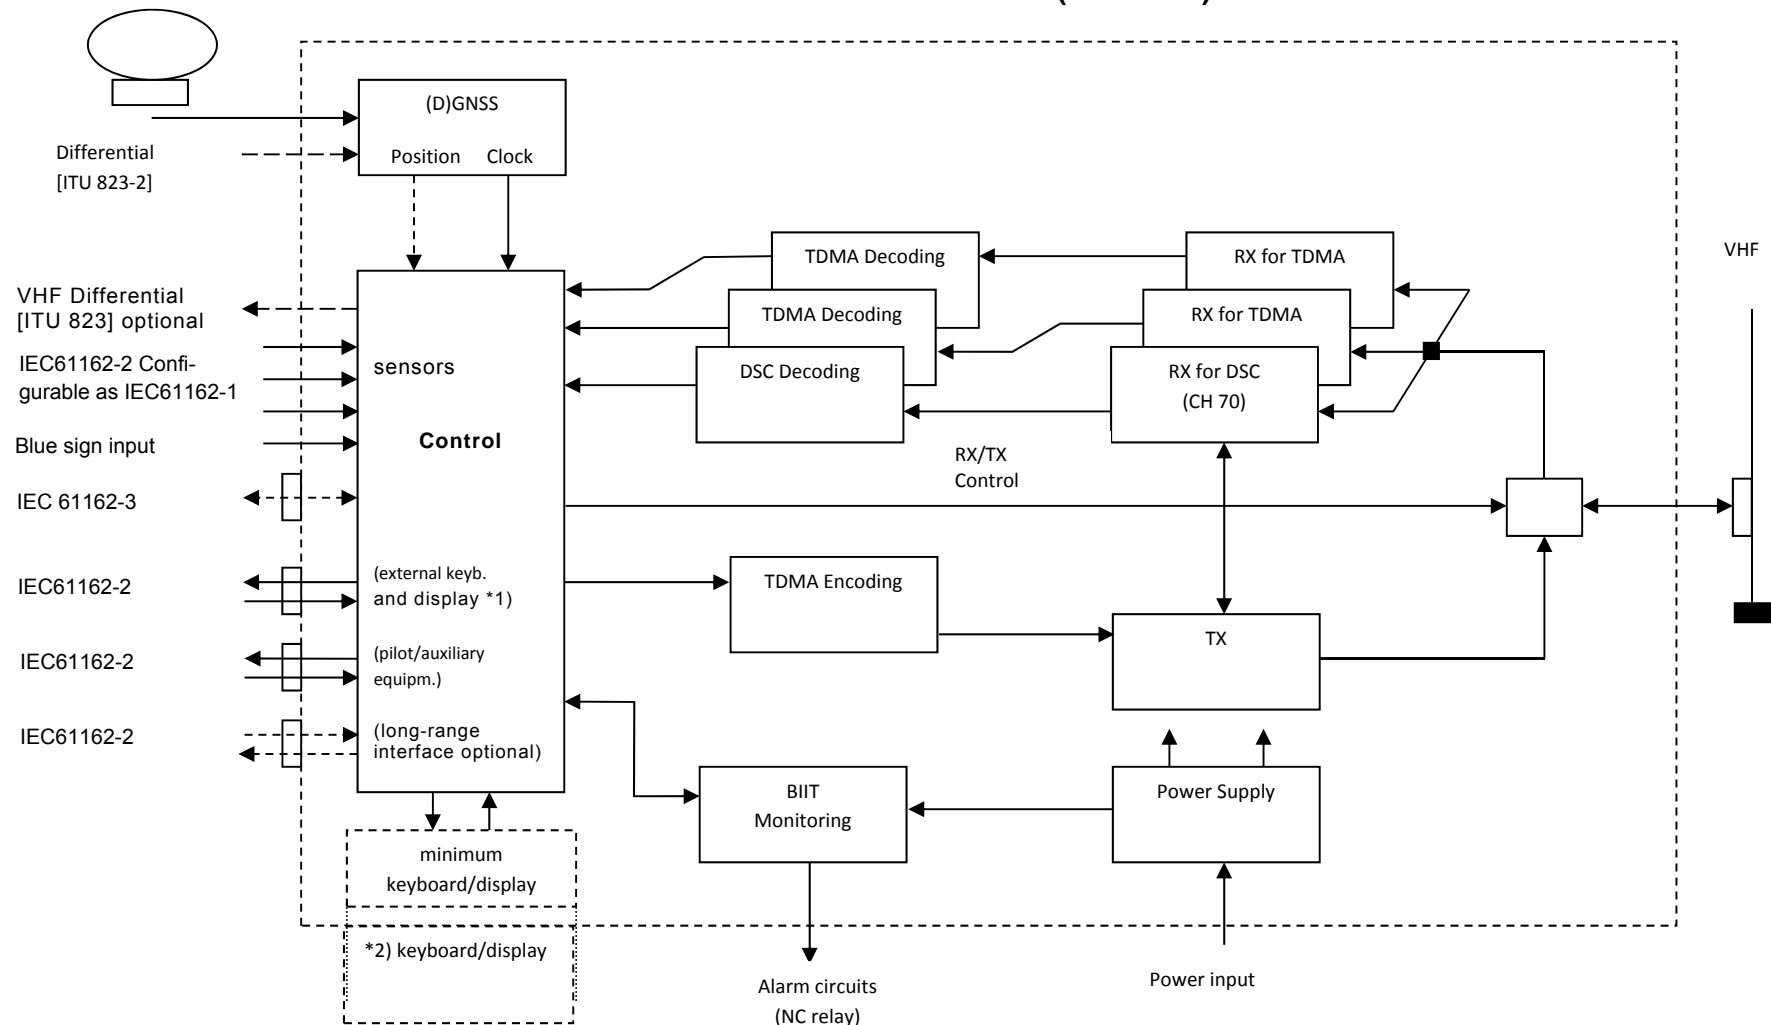 (D)GNSS
Position Clock
Differential
[ITU 823-2]
VHF Differential
[ITU 823] optional
IEC61162-2 Confi-
gurable as IEC61162-1
Blue sign input
IEC 61162-3
IEC61162-2
IEC61162-2
IEC61162-2
sensors
Control
(external keyb.
and display *1)
(pilot/auxiliary
equipm.)
(long-range
interface optional)
minimum
keyboard/display
*2) keyboard/display
TDMA Decoding
TDMA Decoding
DSC Decoding
RX for TDMA
RX for TDMA
RX for DSC
(CH 70)
RX/TX
Control
TDMA Encoding
TX
BIIT
Monitoring
Power Supply
Alarm circuits
(NC relay)
Power input
VHF